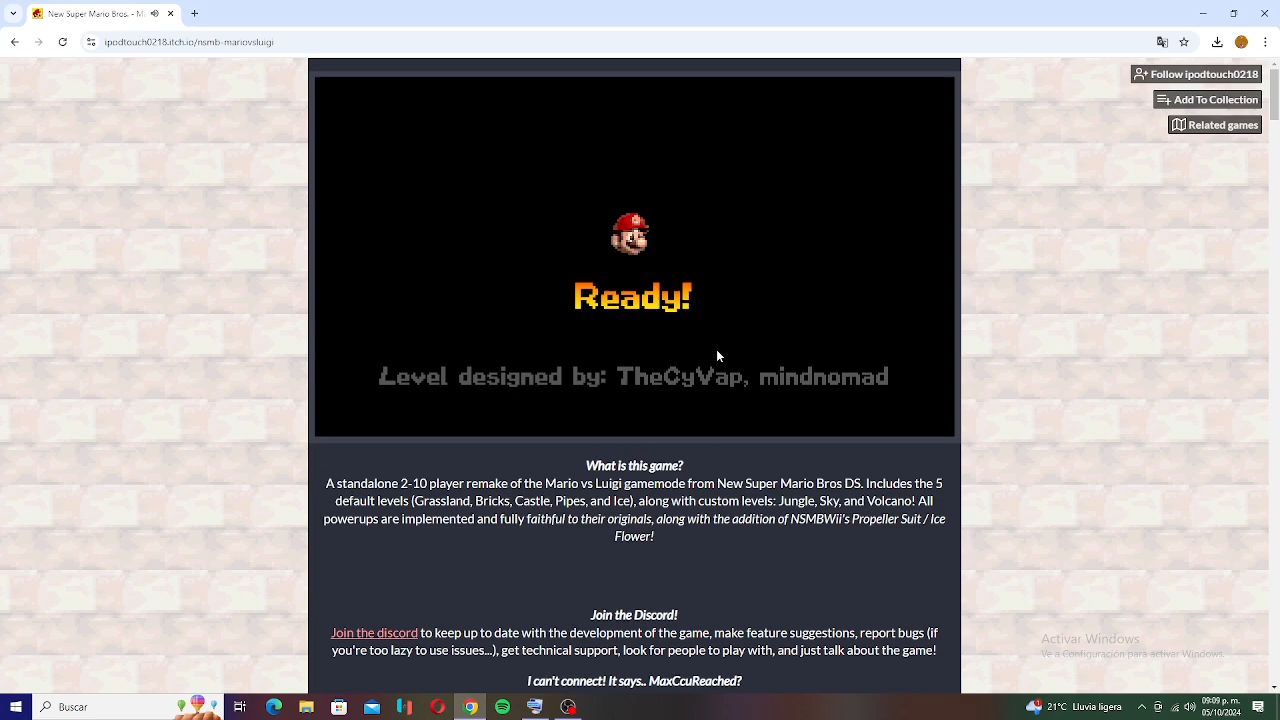 New Super Mario Bros. - M
ipodtouch0218.itch.io/nsmb-mariovsluigi
Follow ipodtouch0218
Add To Collection
Related games
Ready!
Level designed by: TheCyVap, mindnomad
What is this game?
A standalone 2-10 player remake of the Mario vs Luigi gamemode from New Super Mario Bros DS. Includes the 5
default levels (Grassland, Bricks, Castle, Pipes, and Ice), along with custom levels: Jungle, Sky, and Volcano! All
powerups are implemented and fully faithful to their originals, along with the addition of NSMBWii's Propeller Suit / Ice
Flower!
Join the Discord!
Join the discord to keep up to date with the development of the game, make feature suggestions, report bugs (if
you're too lazy to use issues...), get technical support, look for people to play with, and just talk about the game!
I can't connect! It says.. MaxCcuReached?
Activar Windows
Ve a Configuración para activar Windows.
Buscar
21°C Lluvia ligera
09:09 p. m.
05/10/2024